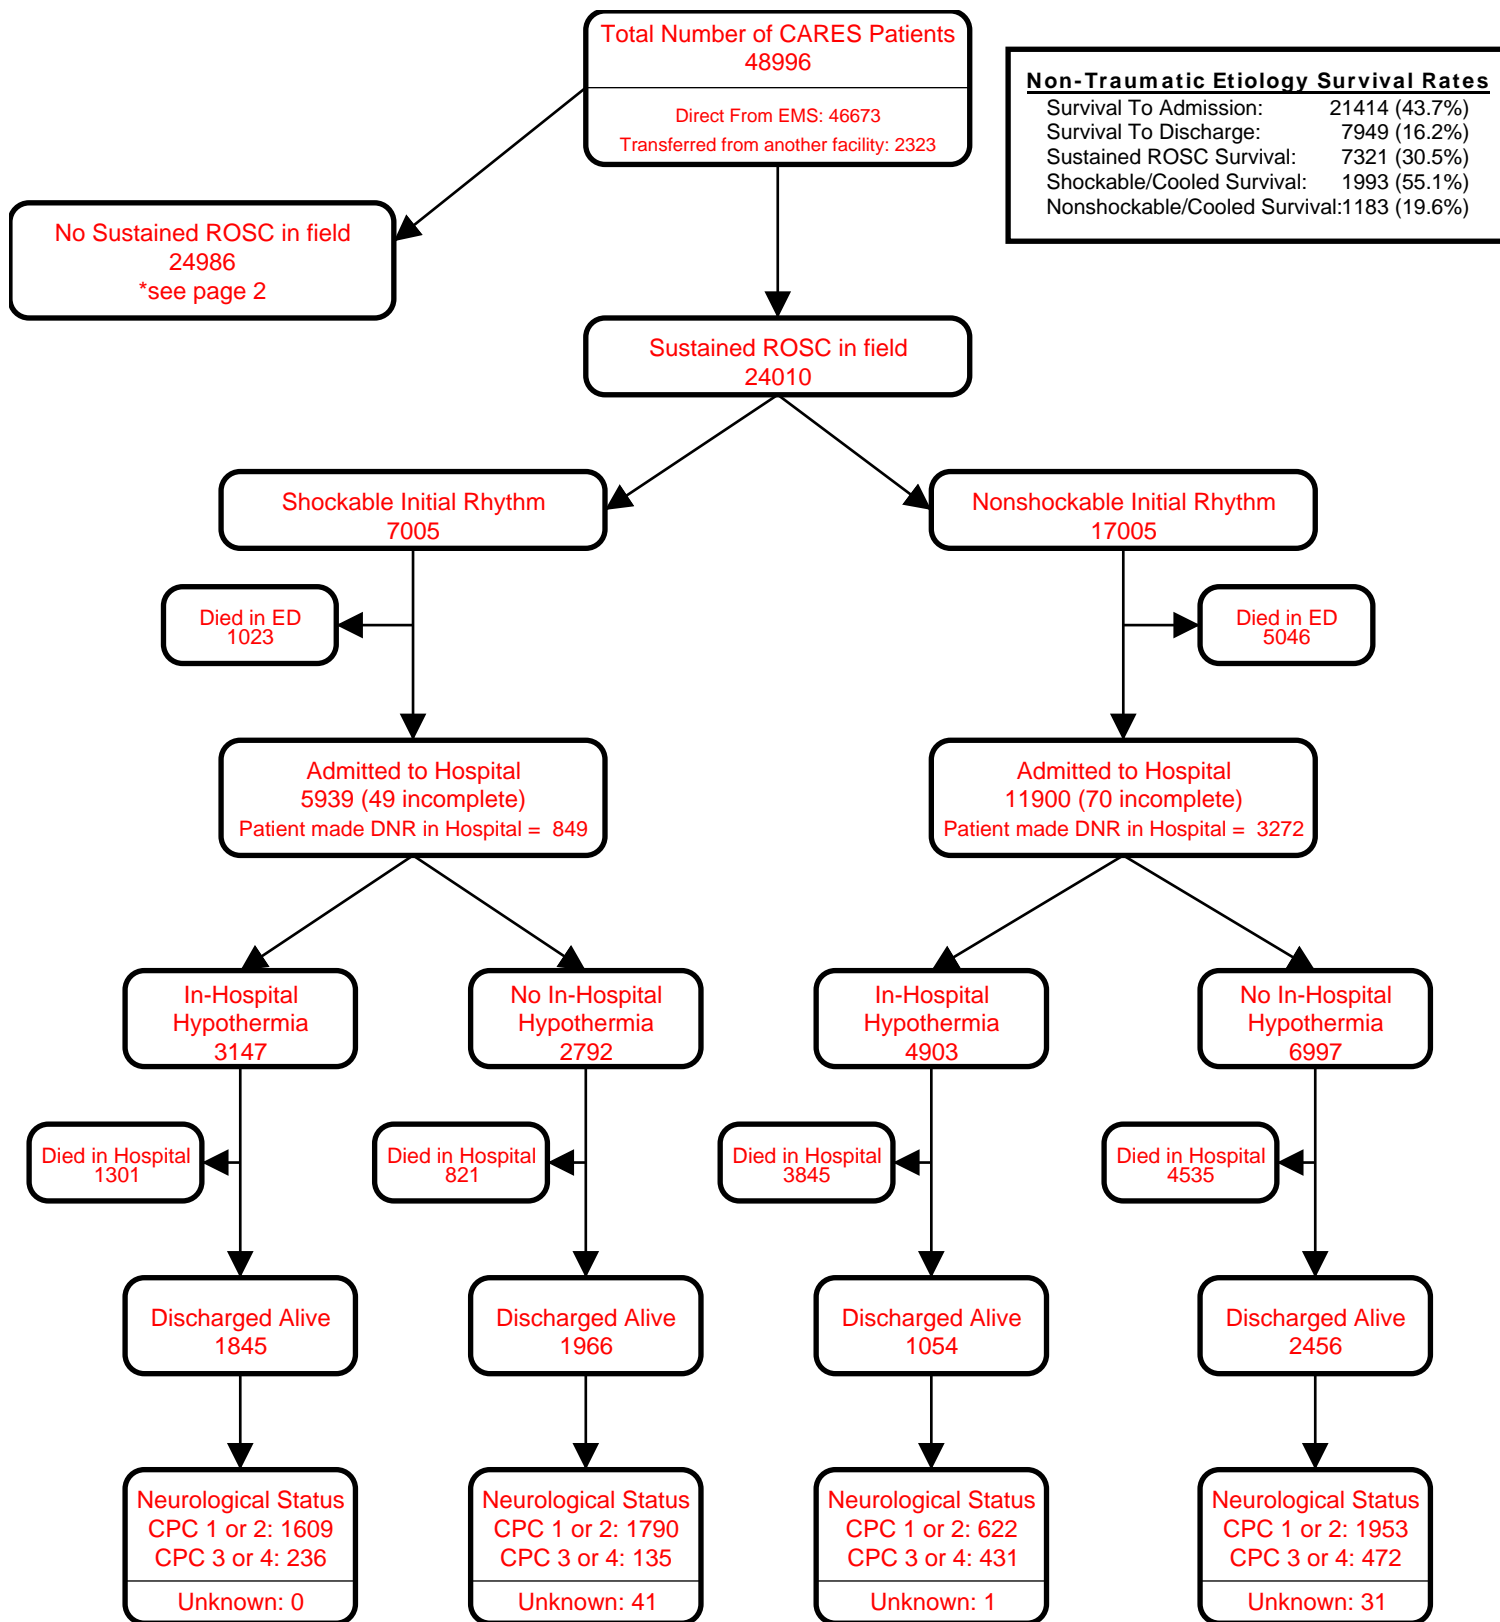 Total Number of CARES Patients
48996
Direct From EMS: 46673
Transferred from another facility: 2323
Non-Traumatic Etiology Survival Rates
Survival To Admission: 21414 (43.7%)
Survival To Discharge: 7949 (16.2%)
Sustained ROSC Survival: 7321 (30.5%)
Shockable/Cooled Survival: 1993 (55.1%)
Nonshockable/Cooled Survival:1183 (19.6%)
No Sustained ROSC in field
24986
*see page 2
Sustained ROSC in field
24010
Shockable Initial Rhythm
7005
Nonshockable Initial Rhythm
17005
Died in ED
1023
Died in ED
5046
Admitted to Hospital
5939 (49 incomplete)
Patient made DNR in Hospital = 849
Admitted to Hospital
11900 (70 incomplete)
Patient made DNR in Hospital = 3272
In-Hospital
Hypothermia
3147
No In-Hospital
Hypothermia
2792
In-Hospital
Hypothermia
4903
No In-Hospital
Hypothermia
6997
Died in Hospital
1301
Died in Hospital
821
Died in Hospital
3845
Died in Hospital
4535
Discharged Alive
1845
Discharged Alive
1966
Discharged Alive
1054
Discharged Alive
2456
Neurological Status
CPC 1 or 2: 1609
CPC 3 or 4: 236
Unknown: 0
Neurological Status
CPC 1 or 2: 1790
CPC 3 or 4: 135
Unknown: 41
Neurological Status
CPC 1 or 2: 622
CPC 3 or 4: 431
Unknown: 1
Neurological Status
CPC 1 or 2: 1953
CPC 3 or 4: 472
Unknown: 31